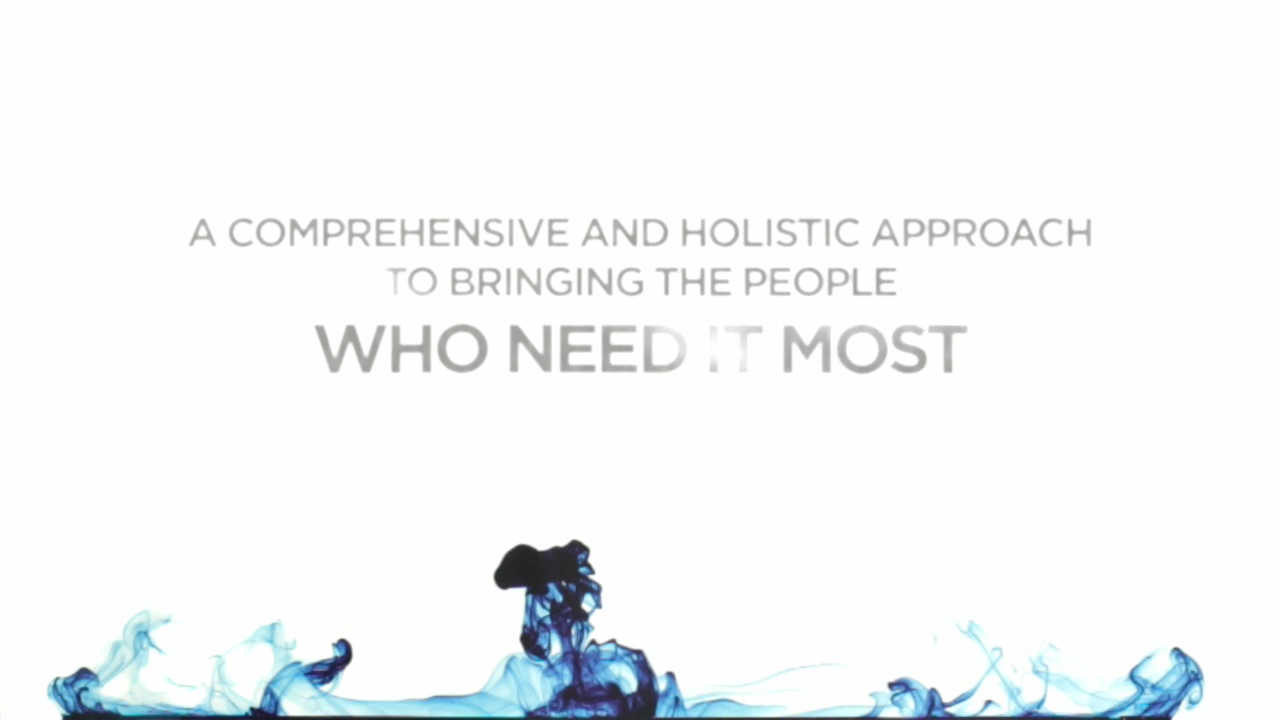 A COMPREHENSIVE AND HOLISTIC APPROACH
TO BRINGING THE PEOPLE
WHO NEED IT MOST